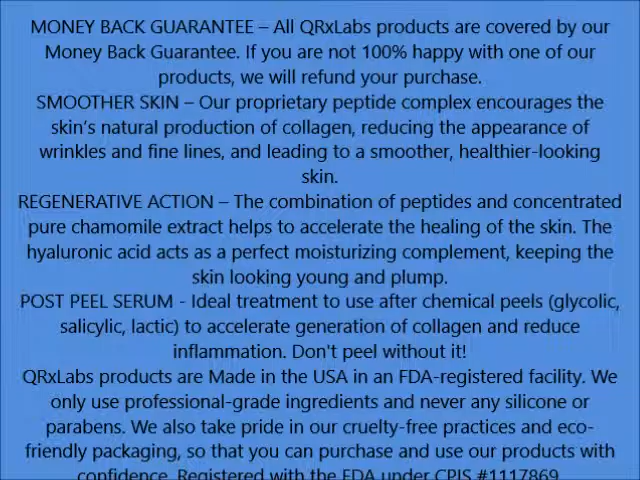 MONEY BACK GUARANTEE – All QRxLabs products are covered by our
Money Back Guarantee. If you are not 100% happy with one of our
products, we will refund your purchase.
SMOOTHER SKIN – Our proprietary peptide complex encourages the
skin’s natural production of collagen, reducing the appearance of
wrinkles and fine lines, and leading to a smoother, healthier-looking
skin.
REGENERATIVE ACTION – The combination of peptides and concentrated
pure chamomile extract helps to accelerate the healing of the skin. The
hyaluronic acid acts as a perfect moisturizing complement, keeping the
skin looking young and plump.
POST PEEL SERUM - Ideal treatment to use after chemical peels (glycolic,
salicylic, lactic) to accelerate generation of collagen and reduce
inflammation. Don't peel without it!
QRxLabs products are Made in the USA in an FDA-registered facility. We
only use professional-grade ingredients and never any silicone or
parabens. We also take pride in our cruelty-free practices and eco-
friendly packaging, so that you can purchase and use our products with
confidence. Registered with the FDA under CPIS #1117869